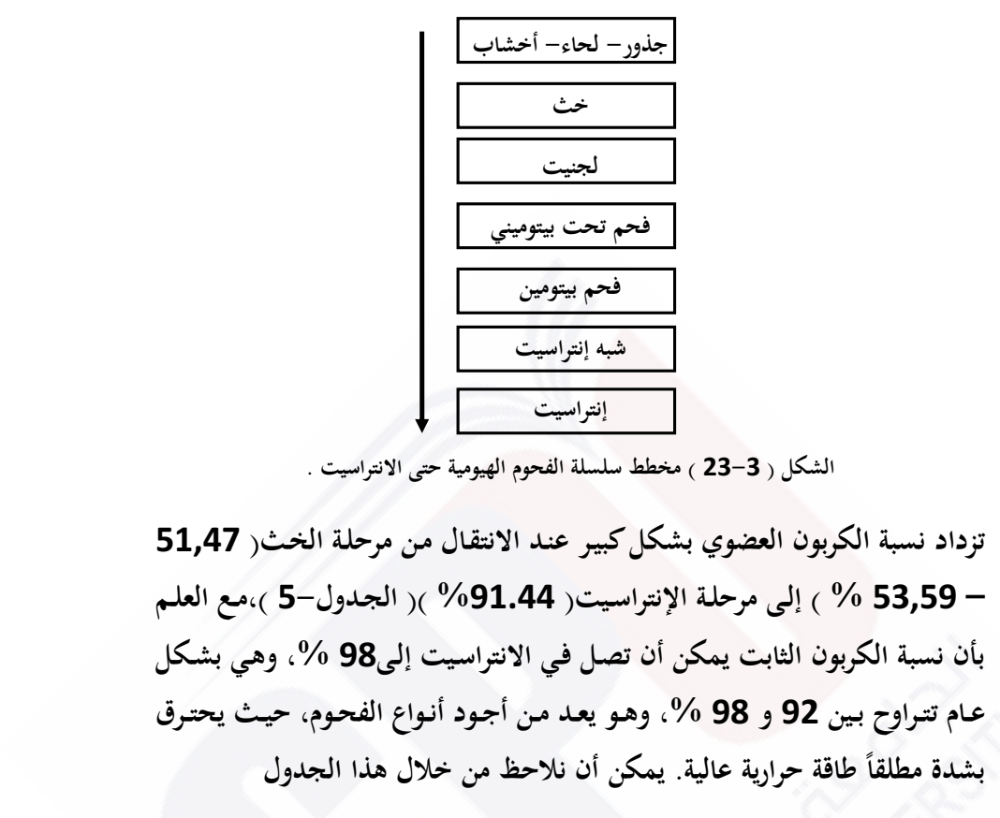 جذور – لحاء – أخشاب
خث
لجنيت
فحم تحت بيتوميني
فحم بيتومين
شبه إنتراسيت
إنتراسيت
الشكل ( 3–23 ) مخطط سلسلة الفحوم الهيومية حتى الانتراسيت .
تزداد نسبة الكربون العضوي بشكل كبير عند الانتقال من مرحلة الخث( 51,47
– 53,59 % ) إلى مرحلة الإنتراسيت( 91.44% )( الجدول–5 )،مع العلم
بأن نسبة الكربون الثابت يمكن أن تصل في الانتراسيت إلى98 %، وهي بشكل
عام تتراوح بين 92 و 98 %، وهو يعد من أجود أنواع الفحوم، حيث يحترق
بشدة مطلقاً طاقة حرارية عالية. يمكن أن نلاحظ من خلال هذا الجدول